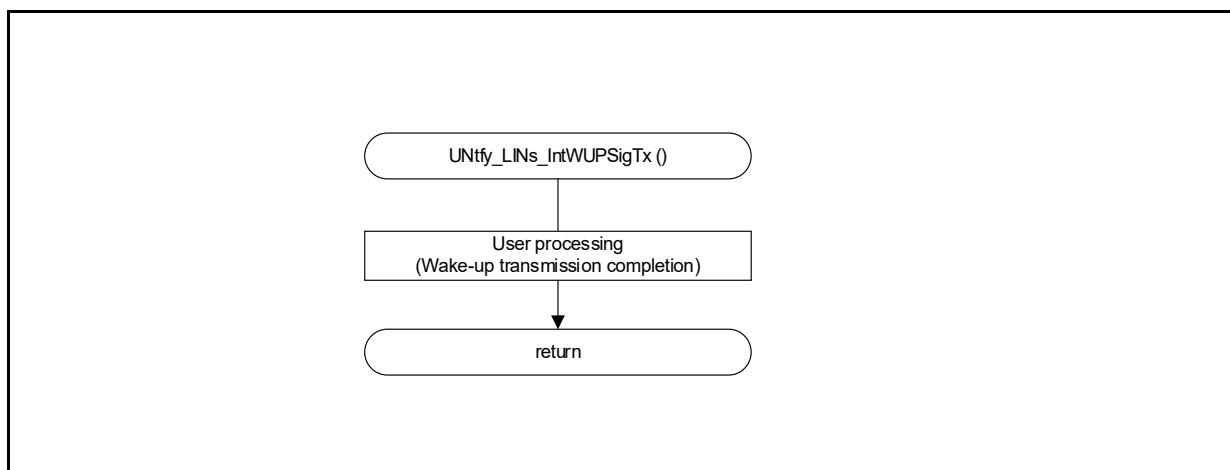 UNtfy_LINs_IntWUPSigTx ()
User processing
(Wake-up transmission completion)
return